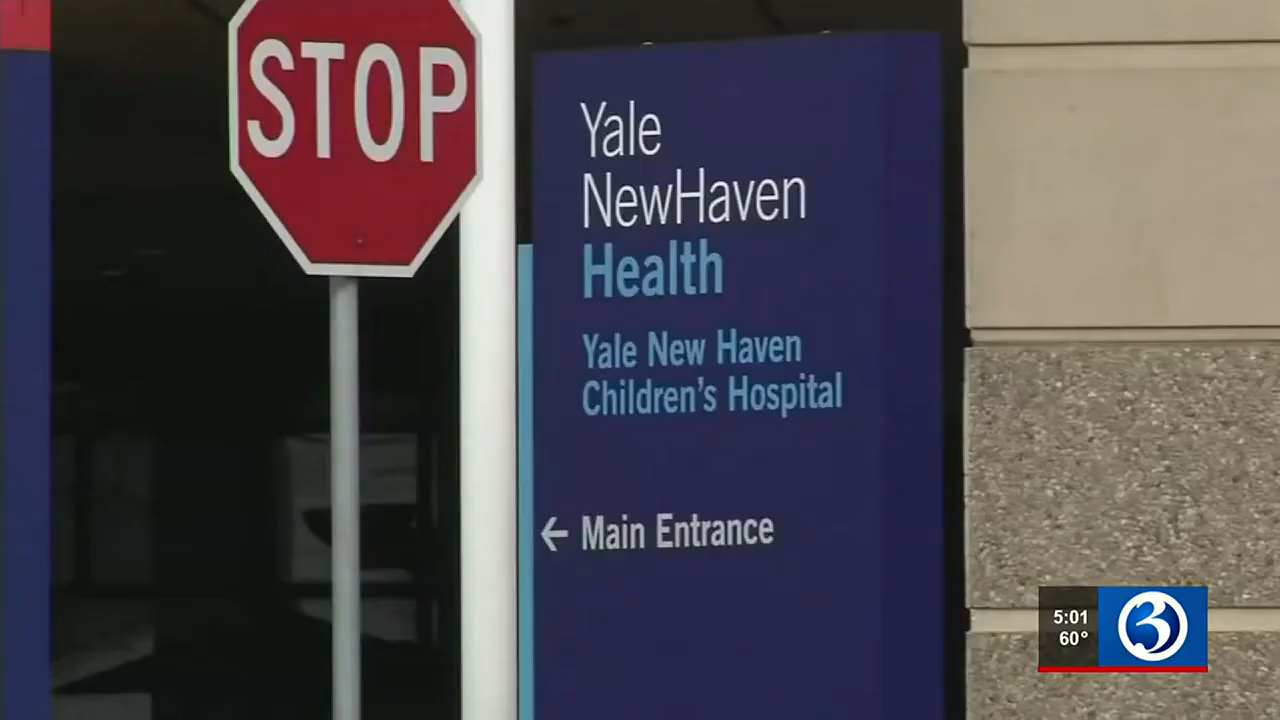 STOP
Yale
NewHaven
Health
Yale New Haven
Children's Hospital
← Main Entrance
5:01
60°
3